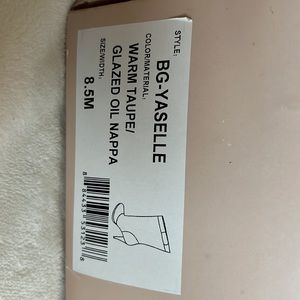 STYLE:
BG-YASELLE
COLOR/MATERIAL:
WARM TAUPE/
GLAZED OIL NAPPA
SIZE/WIDTH:
8.5M